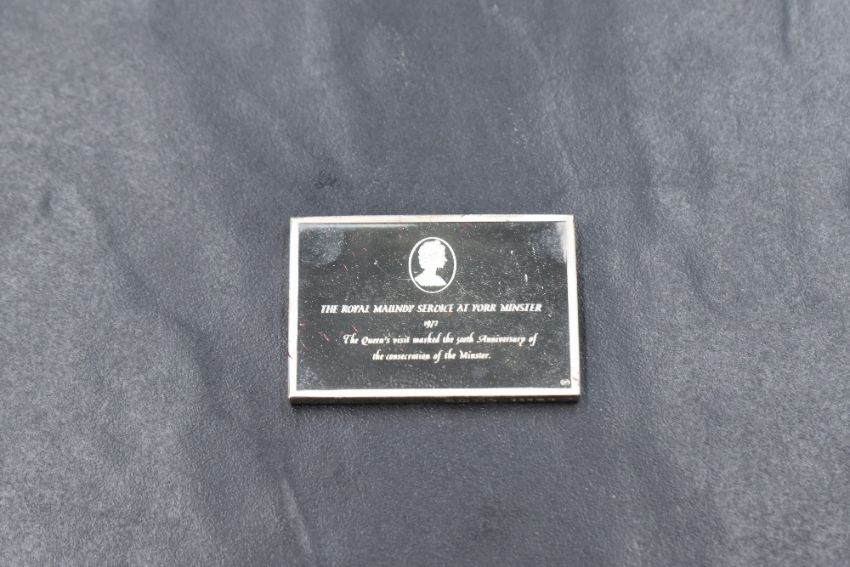 THE ROYAL MAUNDY SERVICE AT YORK MINSTER
1972
The Queen's visit marked the 500th Anniversary of
the consecration of the Minster.